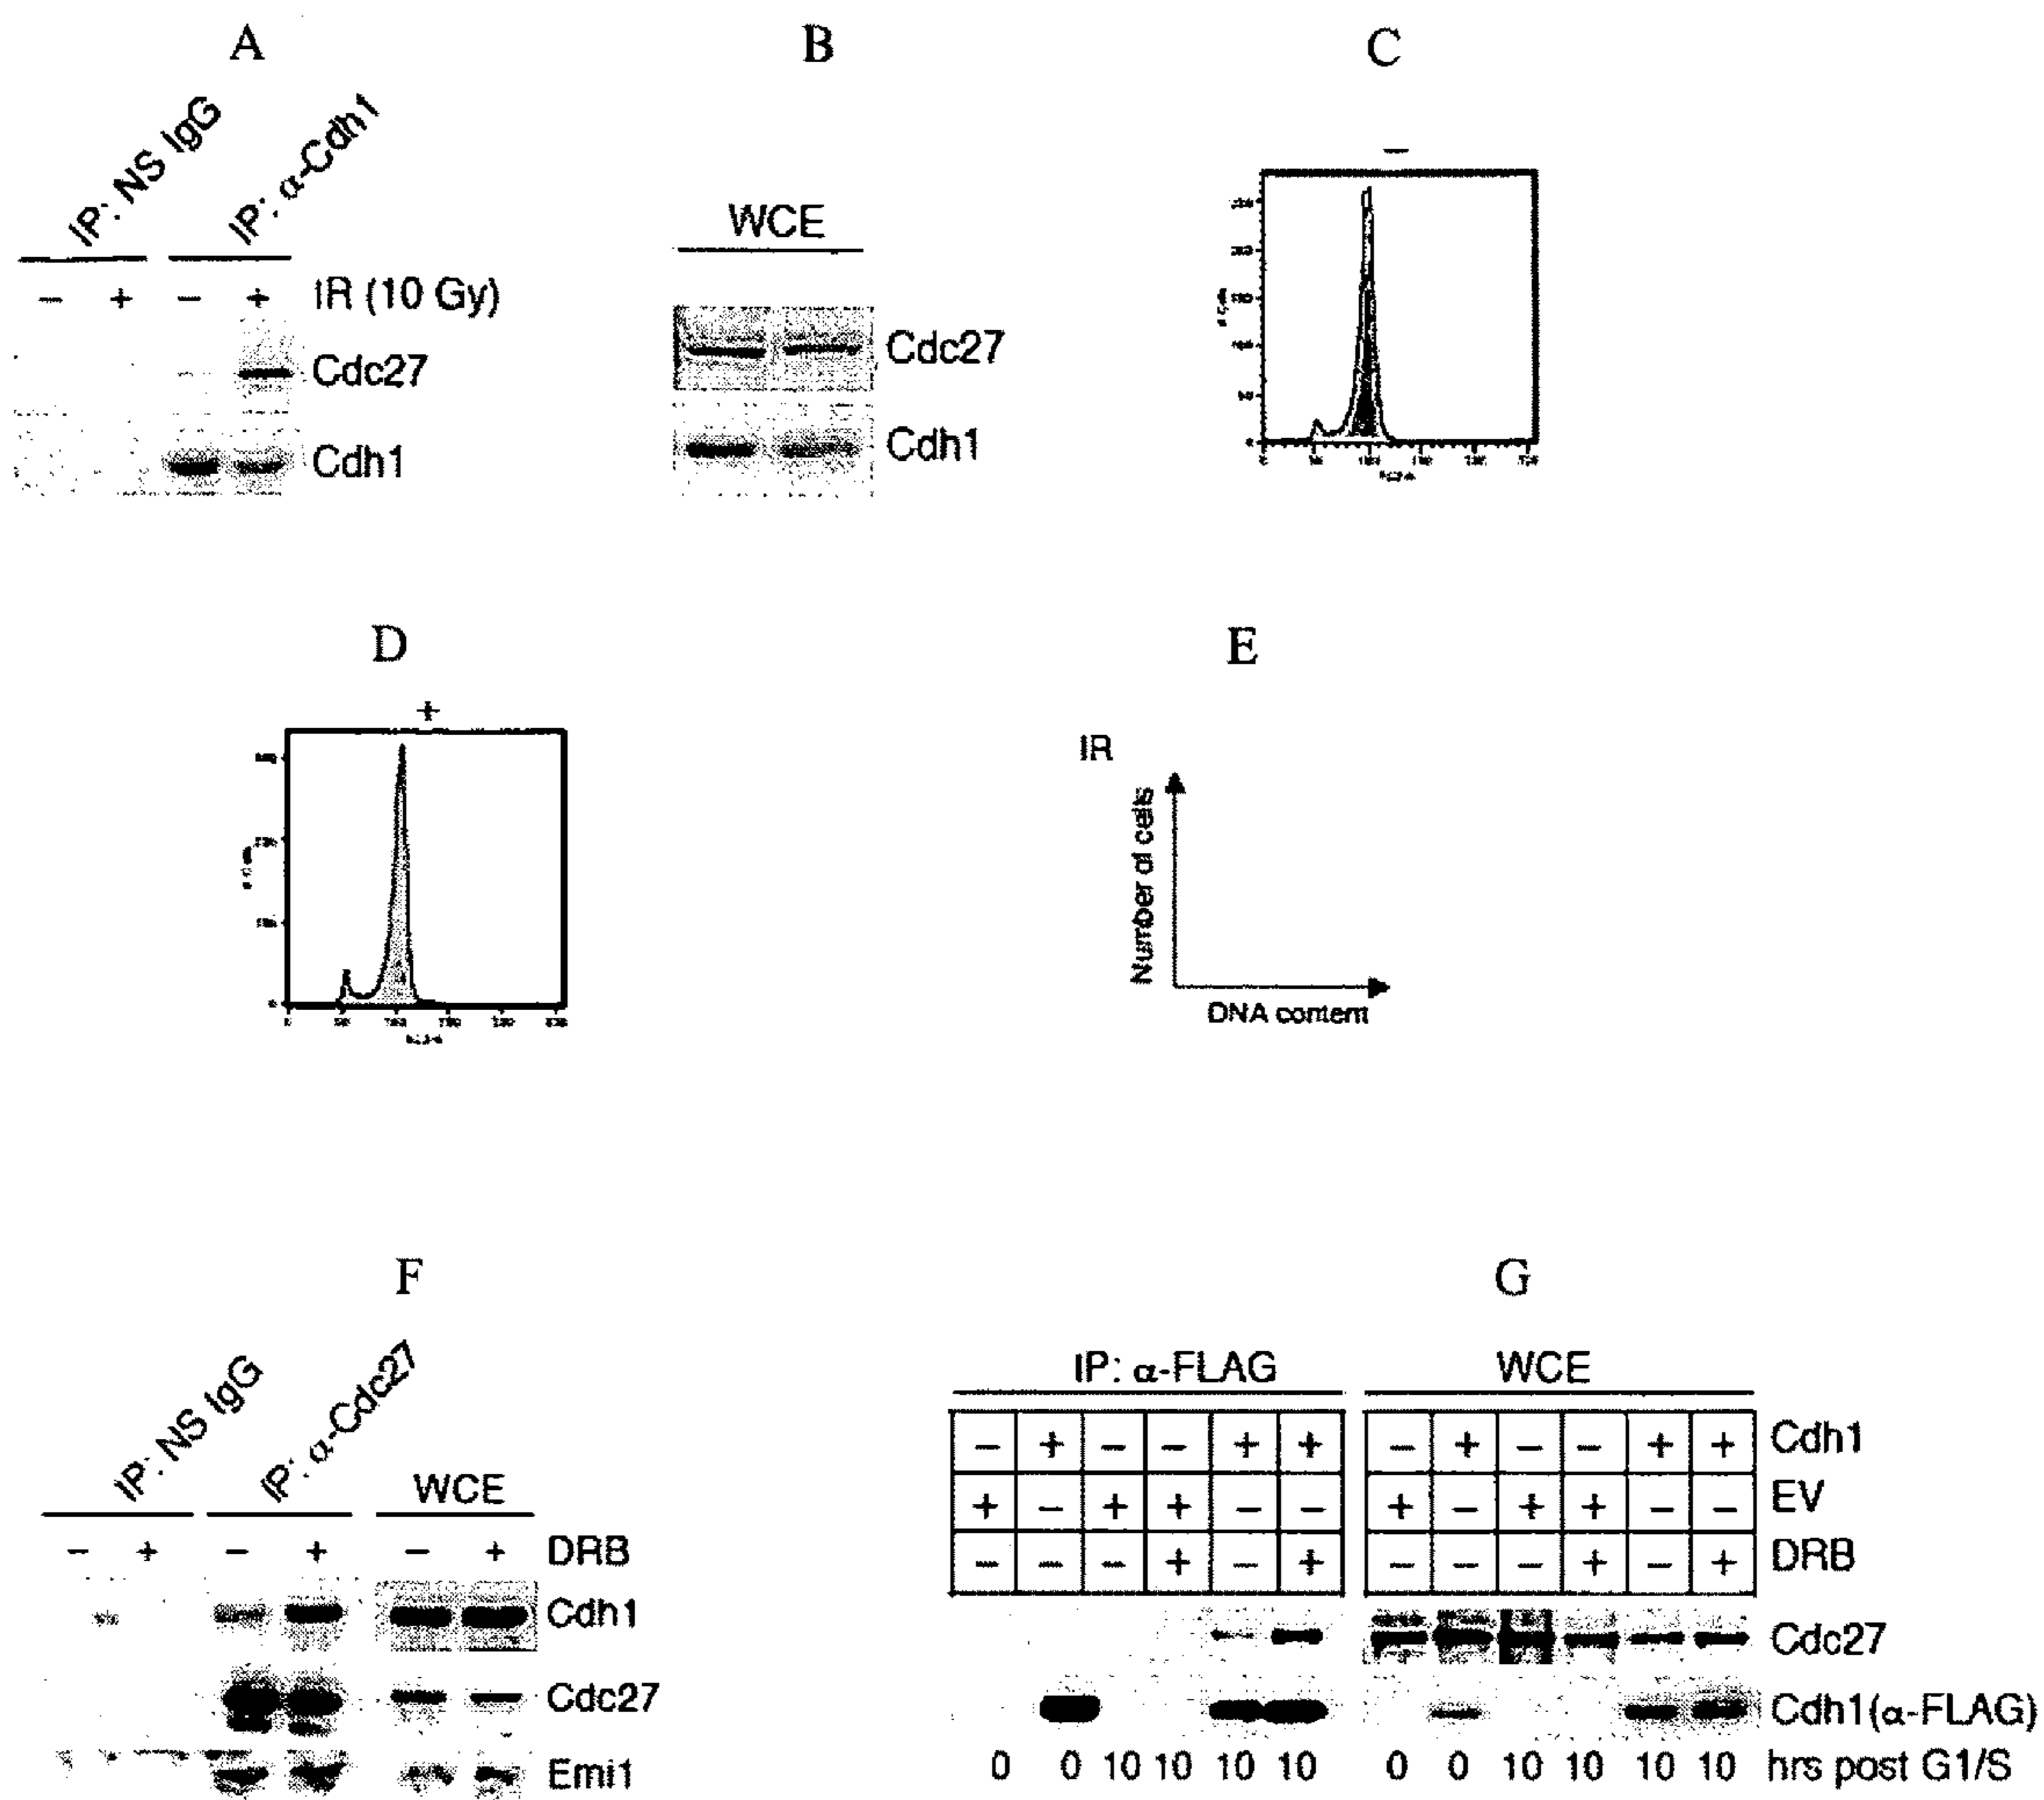 A
B
C
IP: NS IgG
IP: α-Cdh1
− + − + IR (10 Gy)
Cdc27
Cdh1
WCE
Cdc27
Cdh1
−
D
+
E
IR
Number of cells
DNA content
F
G
IP: NS IgG
IP: α-Cdc27
WCE
− + − + − + DRB
Cdh1
Cdc27
Emi1
IP: α-FLAG
WCE
− + − − + + − + − − + + Cdh1
+ − + + − − + − + + − − EV
− − − + − + − − − + − + DRB
Cdc27
Cdh1(α-FLAG)
0 0 10 10 10 10 0 0 10 10 10 10 hrs post G1/S